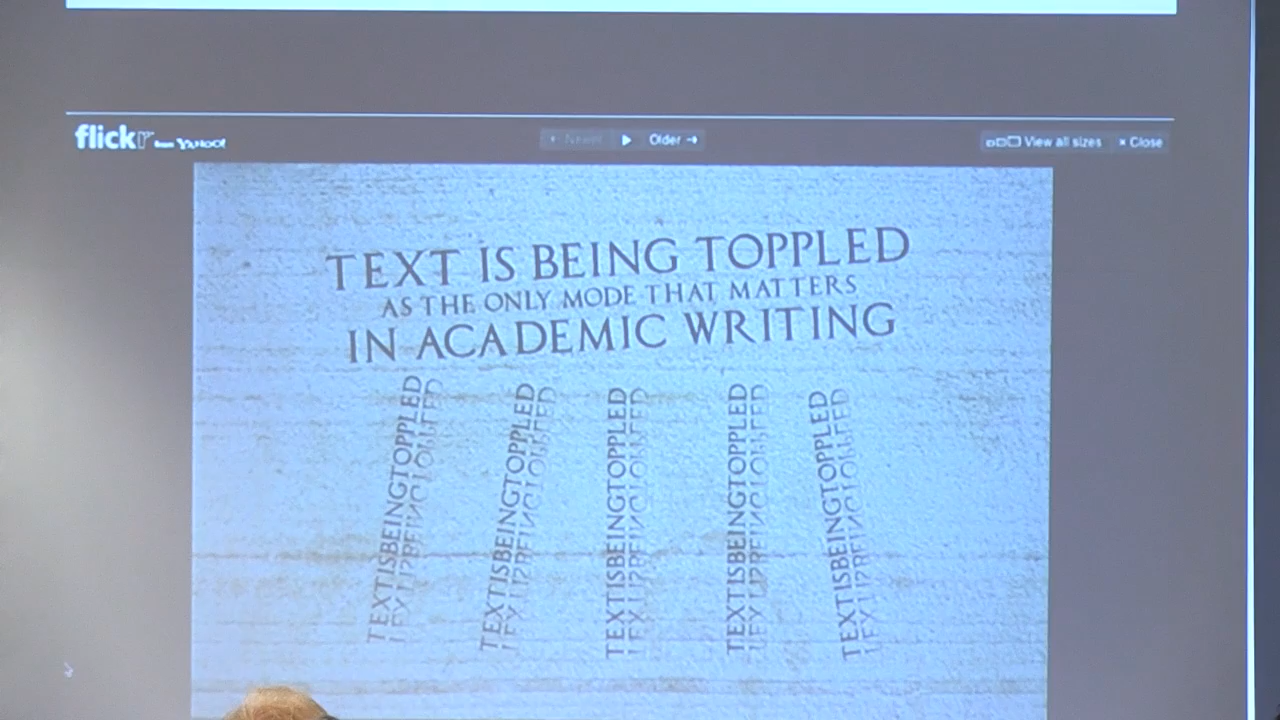 flickr from YAHOO!
Newer
Older
View all sizes
× Close
TEXT IS BEING TOPPLED
AS THE ONLY MODE THAT MATTERS
IN ACADEMIC WRITING
TEXTISBEINGTOPPLED
TEXTISBEINGTOPPLED
TEXTISBEINGTOPPLED
TEXTISBEINGTOPPLED
TEXTISBEINGTOPPLED